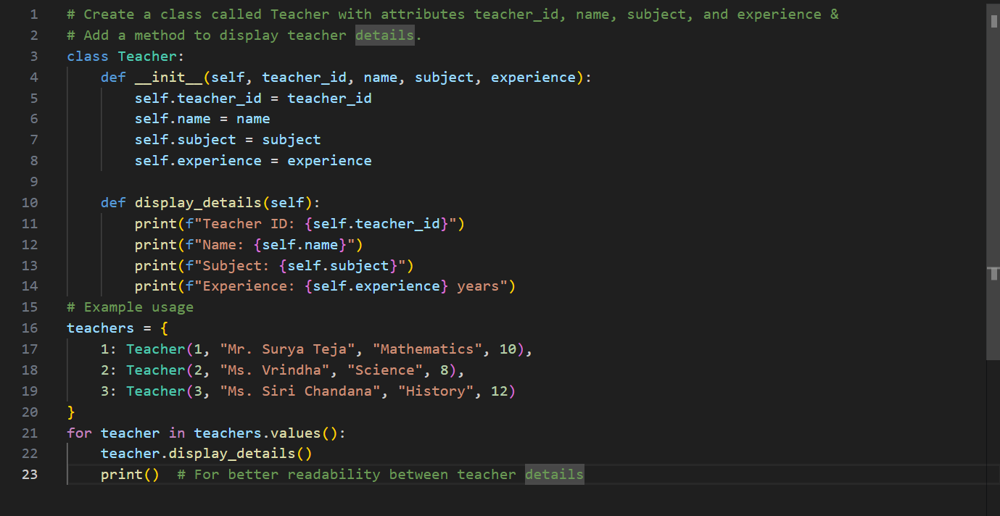 1 # Create a class called Teacher with attributes teacher_id, name, subject, and experience &
2 # Add a method to display teacher details.
3 class Teacher:
4     def __init__(self, teacher_id, name, subject, experience):
5         self.teacher_id = teacher_id
6         self.name = name
7         self.subject = subject
8         self.experience = experience
9
10     def display_details(self):
11         print(f"Teacher ID: {self.teacher_id}")
12         print(f"Name: {self.name}")
13         print(f"Subject: {self.subject}")
14         print(f"Experience: {self.experience} years")
15 # Example usage
16 teachers = {
17     1: Teacher(1, "Mr. Surya Teja", "Mathematics", 10),
18     2: Teacher(2, "Ms. Vrindha", "Science", 8),
19     3: Teacher(3, "Ms. Siri Chandana", "History", 12)
20 }
21 for teacher in teachers.values():
22     teacher.display_details()
23     print()  # For better readability between teacher details